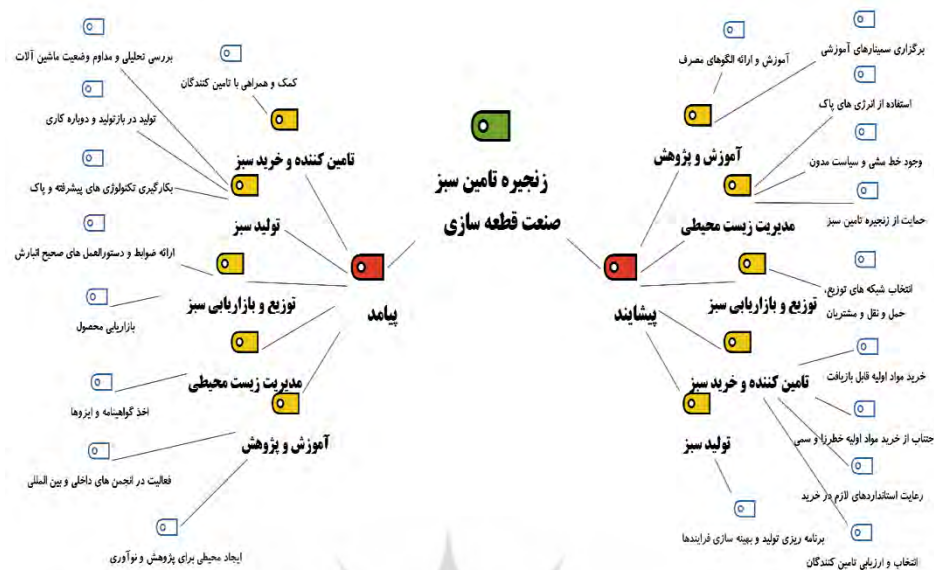 زنجیره تامین سبز
صنعت قطعه سازی
پیشایند
آموزش و پژوهش
آموزش و ارائه الگوهای مصرف
برگزاری سمینارهای آموزشی
مدیریت زیست محیطی
استفاده از انرژی های پاک
وجود خط مشی و سیاست مدون
حمایت از زنجیره تامین سبز
توزیع و بازاریابی سبز
انتخاب شبکه های توزیع،
حمل و نقل و مشتریان
تامین کننده و خرید سبز
خرید مواد اولیه قابل بازیافت
جتناب از خرید مواد اولیه خطرزا و سمی
رعایت استانداردهای لازم در خرید
انتخاب و ارزیابی تامین کنندگان
تولید سبز
برنامه ریزی تولید و بهینه سازی فرایندها
پیامد
تامین کننده و خرید سبز
کمک و همراهی با تامین کنندگان
تولید سبز
بررسی تحلیلی و مداوم وضعیت ماشین آلات
تولید در بازتولید و دوباره کاری
بکارگیری تکنولوژی های پیشرفته و پاک
توزیع و بازاریابی سبز
ارائه ضوابط و دستورالعمل های صحیح انبارش
بازاریابی محصول
مدیریت زیست محیطی
اخذ گواهینامه و ایزوها
آموزش و پژوهش
فعالیت در انجمن های داخلی و بین المللی
ایجاد محیطی برای پژوهش و نوآوری